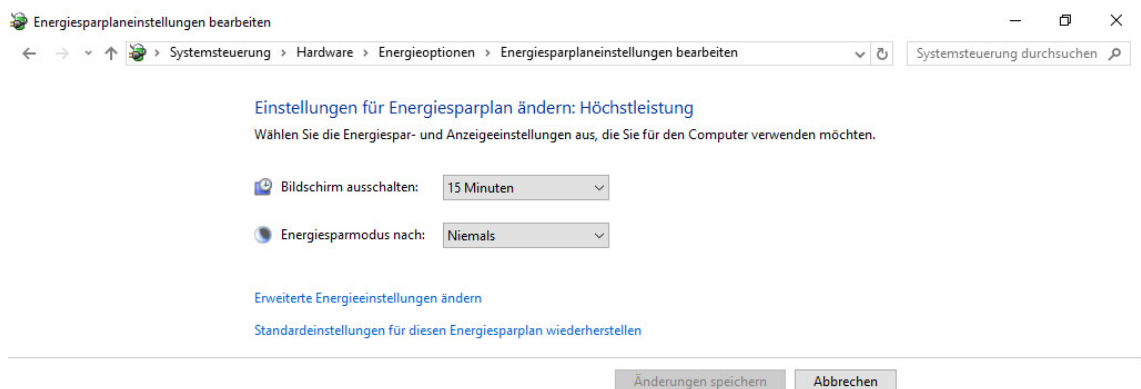 Energiesparplaneinstellungen bearbeiten
Systemsteuerung > Hardware > Energieoptionen > Energiesparplaneinstellungen bearbeiten
Systemsteuerung durchsuchen
Einstellungen für Energiesparplan ändern: Höchstleistung
Wählen Sie die Energiespar- und Anzeigeeinstellungen aus, die Sie für den Computer verwenden möchten.
Bildschirm ausschalten: 15 Minuten
Energiesparmodus nach: Niemals
Erweiterte Energieeinstellungen ändern
Standardeinstellungen für diesen Energiesparplan wiederherstellen
Änderungen speichern Abbrechen